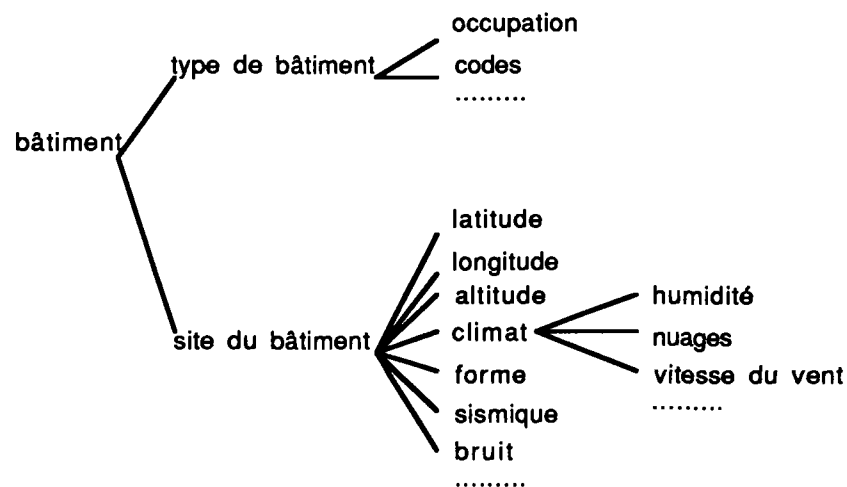 occupation
type de bâtiment
codes
.........
bâtiment
latitude
longitude
altitude
humidité
site du bâtiment
climat
nuages
forme
vitesse du vent
.........
sismique
bruit
.........